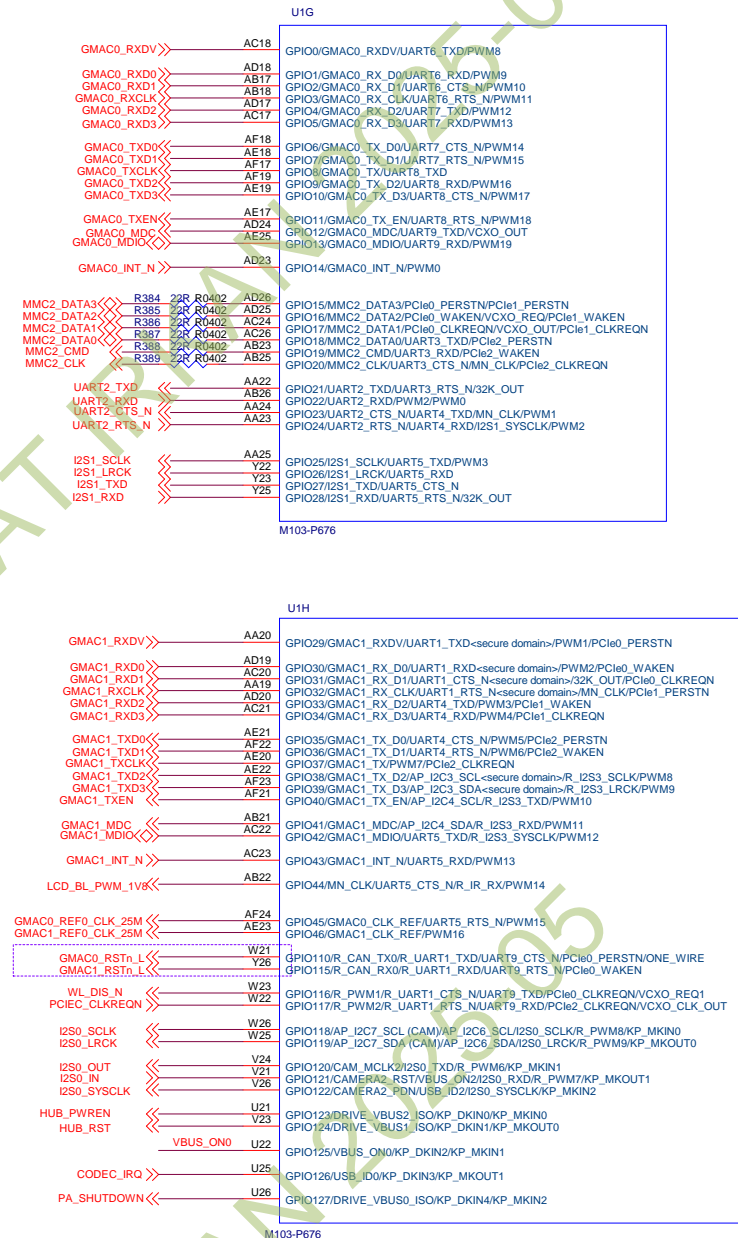 U1G
GMAC0_RXDV AC18 GPIO0/GMAC0_RXDV/UART6_TXD/PWM8
GMAC0_RXD0 AD18 GPIO1/GMAC0_RX_D0/UART6_RXD/PWM9
GMAC0_RXD1 AB17 GPIO2/GMAC0_RX_D1/UART6_CTS_N/PWM10
GMAC0_RXCLK AB18 GPIO3/GMAC0_RX_CLK/UART6_RTS_N/PWM11
GMAC0_RXD2 AD17 GPIO4/GMAC0_RX_D2/UART7_TXD/PWM12
GMAC0_RXD3 AC17 GPIO5/GMAC0_RX_D3/UART7_RXD/PWM13
GMAC0_TXD0 AF18 GPIO6/GMAC0_TX_D0/UART7_CTS_N/PWM14
GMAC0_TXD1 AE18 GPIO7/GMAC0_TX_D1/UART7_RTS_N/PWM15
GMAC0_TXCLK AF17 GPIO8/GMAC0_TX/UART8_TXD
GMAC0_TXD2 AF19 GPIO9/GMAC0_TX_D2/UART8_RXD/PWM16
GMAC0_TXD3 AE19 GPIO10/GMAC0_TX_D3/UART8_CTS_N/PWM17
GMAC0_TXEN AE17 GPIO11/GMAC0_TX_EN/UART8_RTS_N/PWM18
GMAC0_MDC AD24 GPIO12/GMAC0_MDC/UART9_TXD/VCXO_OUT
GMAC0_MDIO AE25 GPIO13/GMAC0_MDIO/UART9_RXD/PWM19
GMAC0_INT_N AD23 GPIO14/GMAC0_INT_N/PWM0
MMC2_DATA3 R384 22R R0402 AD26 GPIO15/MMC2_DATA3/PCIe0_PERSTN/PCIe1_PERSTN
MMC2_DATA2 R385 22R R0402 AD25 GPIO16/MMC2_DATA2/PCIe0_WAKEN/VCXO_REQ/PCIe1_WAKEN
MMC2_DATA1 R386 22R R0402 AC24 GPIO17/MMC2_DATA1/PCIe0_CLKREQN/VCXO_OUT/PCIe1_CLKREQN
MMC2_DATA0 R387 22R R0402 AC26 GPIO18/MMC2_DATA0/UART3_TXD/PCIe2_PERSTN
MMC2_CMD R388 22R R0402 AB23 GPIO19/MMC2_CMD/UART3_RXD/PCIe2_WAKEN
MMC2_CLK R389 22R R0402 AB25 GPIO20/MMC2_CLK/UART3_CTS_N/MN_CLK/PCIe2_CLKREQN
UART2_TXD AA22 GPIO21/UART2_TXD/UART3_RTS_N/32K_OUT
UART2_RXD AB26 GPIO22/UART2_RXD/PWM2/PWM0
UART2_CTS_N AA24 GPIO23/UART2_CTS_N/UART4_TXD/MN_CLK/PWM1
UART2_RTS_N AA23 GPIO24/UART2_RTS_N/UART4_RXD/I2S1_SYSCLK/PWM2
I2S1_SCLK AA25 GPIO25/I2S1_SCLK/UART5_TXD/PWM3
I2S1_LRCK Y22 GPIO26/I2S1_LRCK/UART5_RXD
I2S1_TXD Y23 GPIO27/I2S1_TXD/UART5_CTS_N
I2S1_RXD Y25 GPIO28/I2S1_RXD/UART5_RTS_N/32K_OUT
M103-P676
U1H
GMAC1_RXDV AA20 GPIO29/GMAC1_RXDV/UART1_TXD<secure domain>/PWM1/PCIe0_PERSTN
GMAC1_RXD0 AD19 GPIO30/GMAC1_RX_D0/UART1_RXD<secure domain>/PWM2/PCIe0_WAKEN
GMAC1_RXD1 AC20 GPIO31/GMAC1_RX_D1/UART1_CTS_N<secure domain>/32K_OUT/PCIe0_CLKREQN
GMAC1_RXCLK AA19 GPIO32/GMAC1_RX_CLK/UART1_RTS_N<secure domain>/MN_CLK/PCIe1_PERSTN
GMAC1_RXD2 AD20 GPIO33/GMAC1_RX_D2/UART4_TXD/PWM3/PCIe1_WAKEN
GMAC1_RXD3 AC21 GPIO34/GMAC1_RX_D3/UART4_RXD/PWM4/PCIe1_CLKREQN
GMAC1_TXD0 AE21 GPIO35/GMAC1_TX_D0/UART4_CTS_N/PWM5/PCIe2_PERSTN
GMAC1_TXD1 AF22 GPIO36/GMAC1_TX_D1/UART4_RTS_N/PWM6/PCIe2_WAKEN
GMAC1_TXCLK AE20 GPIO37/GMAC1_TX/PWM7/PCIe2_CLKREQN
GMAC1_TXD2 AE22 GPIO38/GMAC1_TX_D2/AP_I2C3_SCL<secure domain>/R_I2S3_SCLK/PWM8
GMAC1_TXD3 AF23 GPIO39/GMAC1_TX_D3/AP_I2C3_SDA<secure domain>/R_I2S3_LRCK/PWM9
GMAC1_TXEN AF21 GPIO40/GMAC1_TX_EN/AP_I2C4_SCL/R_I2S3_TXD/PWM10
GMAC1_MDC AB21 GPIO41/GMAC1_MDC/AP_I2C4_SDA/R_I2S3_RXD/PWM11
GMAC1_MDIO AC22 GPIO42/GMAC1_MDIO/UART5_TXD/R_I2S3_SYSCLK/PWM12
GMAC1_INT_N AC23 GPIO43/GMAC1_INT_N/UART5_RXD/PWM13
LCD_BL_PWM_1V8 AB22 GPIO44/MN_CLK/UART5_CTS_N/R_IR_RX/PWM14
GMAC0_REF0_CLK_25M AF24 GPIO45/GMAC0_CLK_REF/UART5_RTS_N/PWM15
GMAC1_REF0_CLK_25M AE23 GPIO46/GMAC1_CLK_REF/PWM16
GMAC0_RSTn_L W21 GPIO110/R_CAN_TX0/R_UART1_TXD/UART9_CTS_N/PCIe0_PERSTN/ONE_WIRE
GMAC1_RSTn_L Y26 GPIO115/R_CAN_RX0/R_UART1_RXD/UART9_RTS_N/PCIe0_WAKEN
WL_DIS_N W23 GPIO116/R_PWM1/R_UART1_CTS_N/UART9_TXD/PCIe0_CLKREQN/VCXO_REQ1
PCIEC_CLKREQN W22 GPIO117/R_PWM2/R_UART1_RTS_N/UART9_RXD/PCIe2_CLKREQN/VCXO_CLK_OUT
I2S0_SCLK W26 GPIO118/AP_I2C7_SCL (CAM)/AP_I2C6_SCL/I2S0_SCLK/R_PWM8/KP_MKIN0
I2S0_LRCK W25 GPIO119/AP_I2C7_SDA (CAM)/AP_I2C6_SDA/I2S0_LRCK/R_PWM9/KP_MKOUT0
I2S0_OUT V24 GPIO120/CAM_MCLK2/I2S0_TXD/R_PWM6/KP_MKIN1
I2S0_IN V21 GPIO121/CAMERA2_RST/VBUS_ON2/I2S0_RXD/R_PWM7/KP_MKOUT1
I2S0_SYSCLK V26 GPIO122/CAMERA2_PDN/USB_ID2/I2S0_SYSCLK/KP_MKIN2
HUB_PWREN U21 GPIO123/DRIVE_VBUS2_ISO/KP_DKIN0/KP_MKIN0
HUB_RST V23 GPIO124/DRIVE_VBUS1_ISO/KP_DKIN1/KP_MKOUT0
VBUS_ON0 U22 GPIO125/VBUS_ON0/KP_DKIN2/KP_MKIN1
CODEC_IRQ U25 GPIO126/USB_ID0/KP_DKIN3/KP_MKOUT1
PA_SHUTDOWN U26 GPIO127/DRIVE_VBUS0_ISO/KP_DKIN4/KP_MKIN2
M103-P676